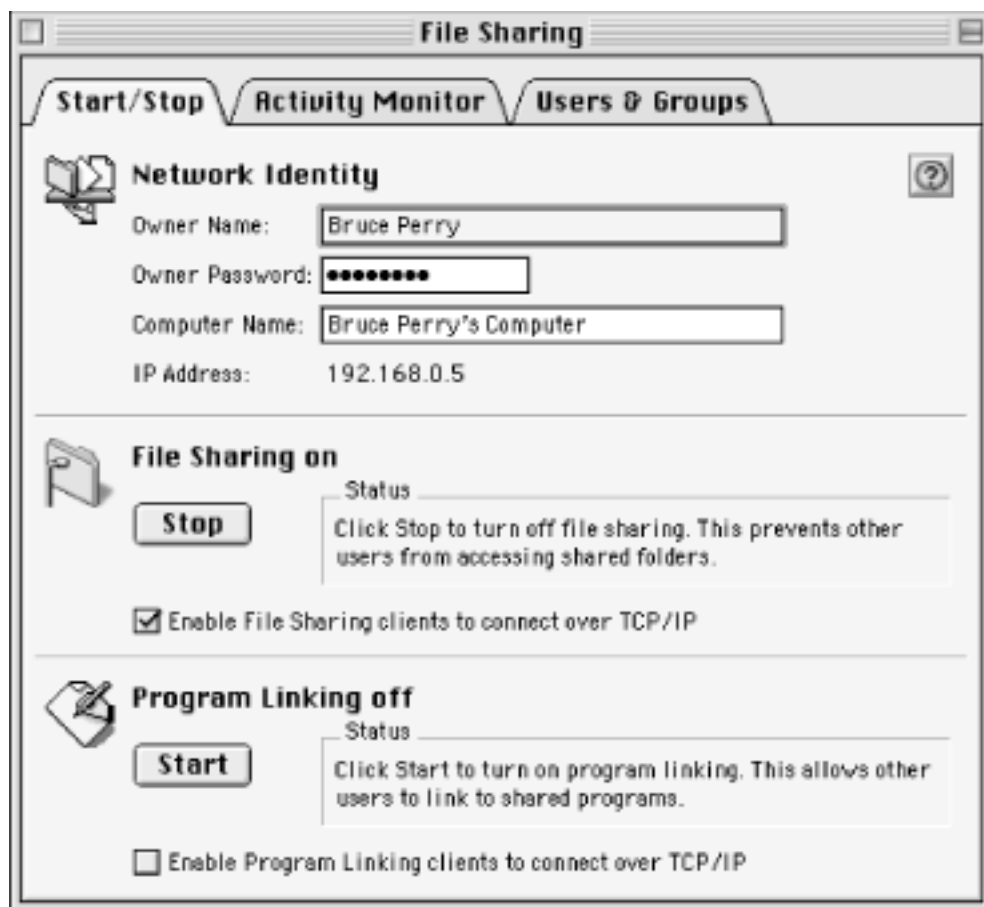 File Sharing
Start/Stop Activity Monitor Users & Groups
Network Identity
Owner Name: Bruce Perry
Owner Password: ●●●●●●●●
Computer Name: Bruce Perry's Computer
IP Address: 192.168.0.5
File Sharing on
Status
Stop
Click Stop to turn off file sharing. This prevents other
users from accessing shared folders.
Enable File Sharing clients to connect over TCP/IP
Program Linking off
Status
Start
Click Start to turn on program linking. This allows other
users to link to shared programs.
Enable Program Linking clients to connect over TCP/IP